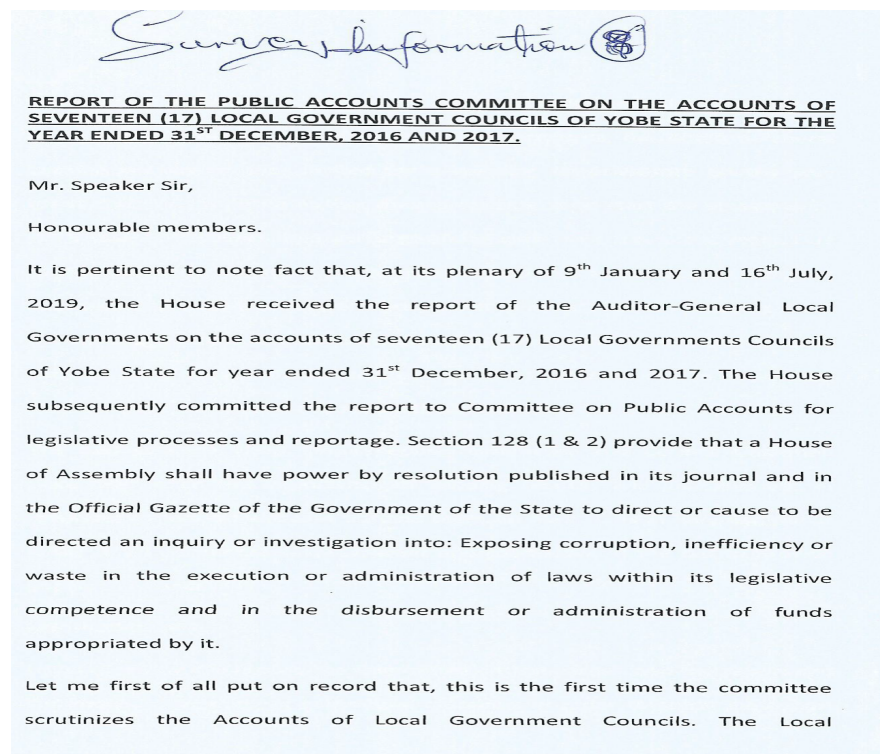 Survey Information
REPORT OF THE PUBLIC ACCOUNTS COMMITTEE ON THE ACCOUNTS OF
SEVENTEEN (17) LOCAL GOVERNMENT COUNCILS OF YOBE STATE FOR THE
YEAR ENDED 31ST DECEMBER, 2016 AND 2017.
Mr. Speaker Sir,
Honourable members.
It is pertinent to note fact that, at its plenary of 9th January and 16th July,
2019, the House received the report of the Auditor-General Local
Governments on the accounts of seventeen (17) Local Governments Councils
of Yobe State for year ended 31st December, 2016 and 2017. The House
subsequently committed the report to Committee on Public Accounts for
legislative processes and reportage. Section 128 (1 & 2) provide that a House
of Assembly shall have power by resolution published in its journal and in
the Official Gazette of the Government of the State to direct or cause to be
directed an inquiry or investigation into: Exposing corruption, inefficiency or
waste in the execution or administration of laws within its legislative
competence and in the disbursement or administration of funds
appropriated by it.
Let me first of all put on record that, this is the first time the committee
scrutinizes the Accounts of Local Government Councils. The Local